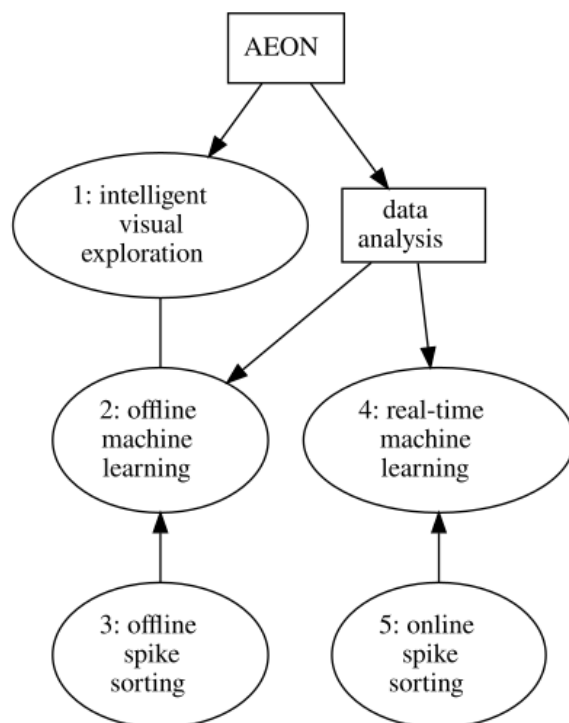 AEON
1: intelligent
visual
exploration
data
analysis
2: offline
machine
learning
4: real-time
machine
learning
3: offline
spike
sorting
5: online
spike
sorting